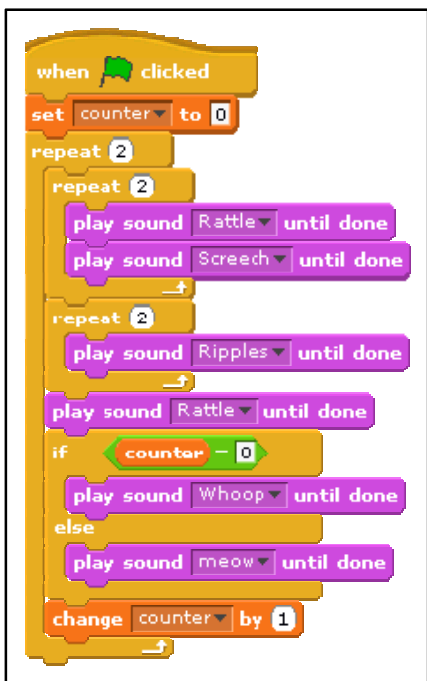 when clicked
set counter to 0
repeat 2
repeat 2
play sound Rattle until done
play sound Screech until done
repeat 2
play sound Ripples until done
play sound Rattle until done
if counter = 0
play sound Whoop until done
else
play sound meow until done
change counter by 1